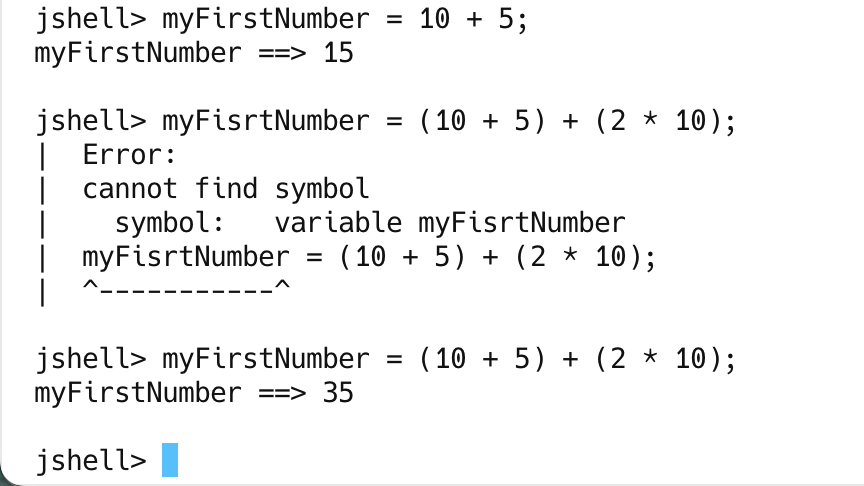 jshell> myFirstNumber = 10 + 5;
myFirstNumber ==> 15
jshell> myFisrtNumber = (10 + 5) + (2 * 10);
|  Error:
|  cannot find symbol
|    symbol:   variable myFisrtNumber
|  myFisrtNumber = (10 + 5) + (2 * 10);
|  ^-----------^
jshell> myFirstNumber = (10 + 5) + (2 * 10);
myFirstNumber ==> 35
jshell>